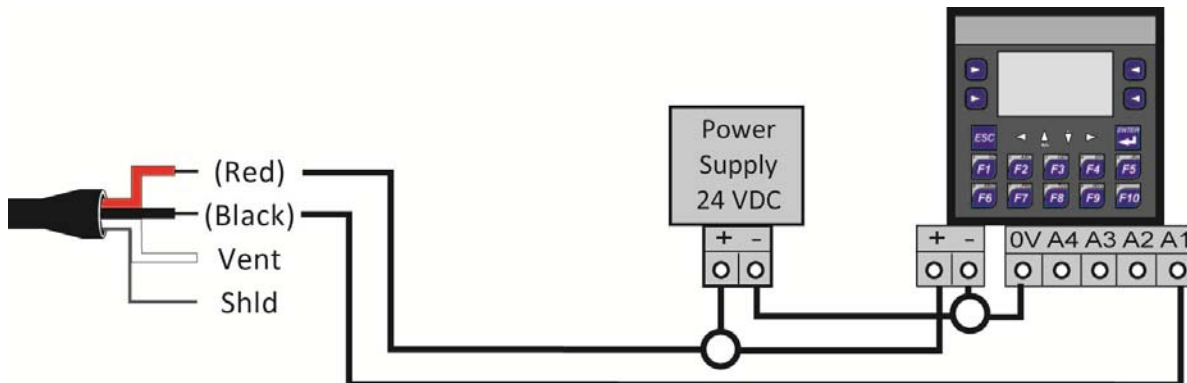 (Red)
(Black)
Vent
Shld
Power
Supply
24 VDC
+ -
ESC
ENTER
F1 F2 F3 F4 F5
F6 F7 F8 F9 F10
+ -
0V A4 A3 A2 A1